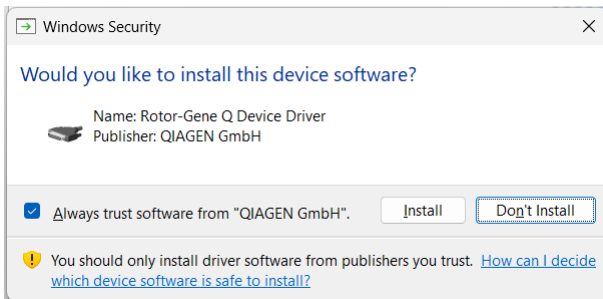 Windows Security
Would you like to install this device software?
Name: Rotor-Gene Q Device Driver
Publisher: QIAGEN GmbH
Always trust software from "QIAGEN GmbH".
Install
Don't Install
You should only install driver software from publishers you trust. How can I decide
which device software is safe to install?